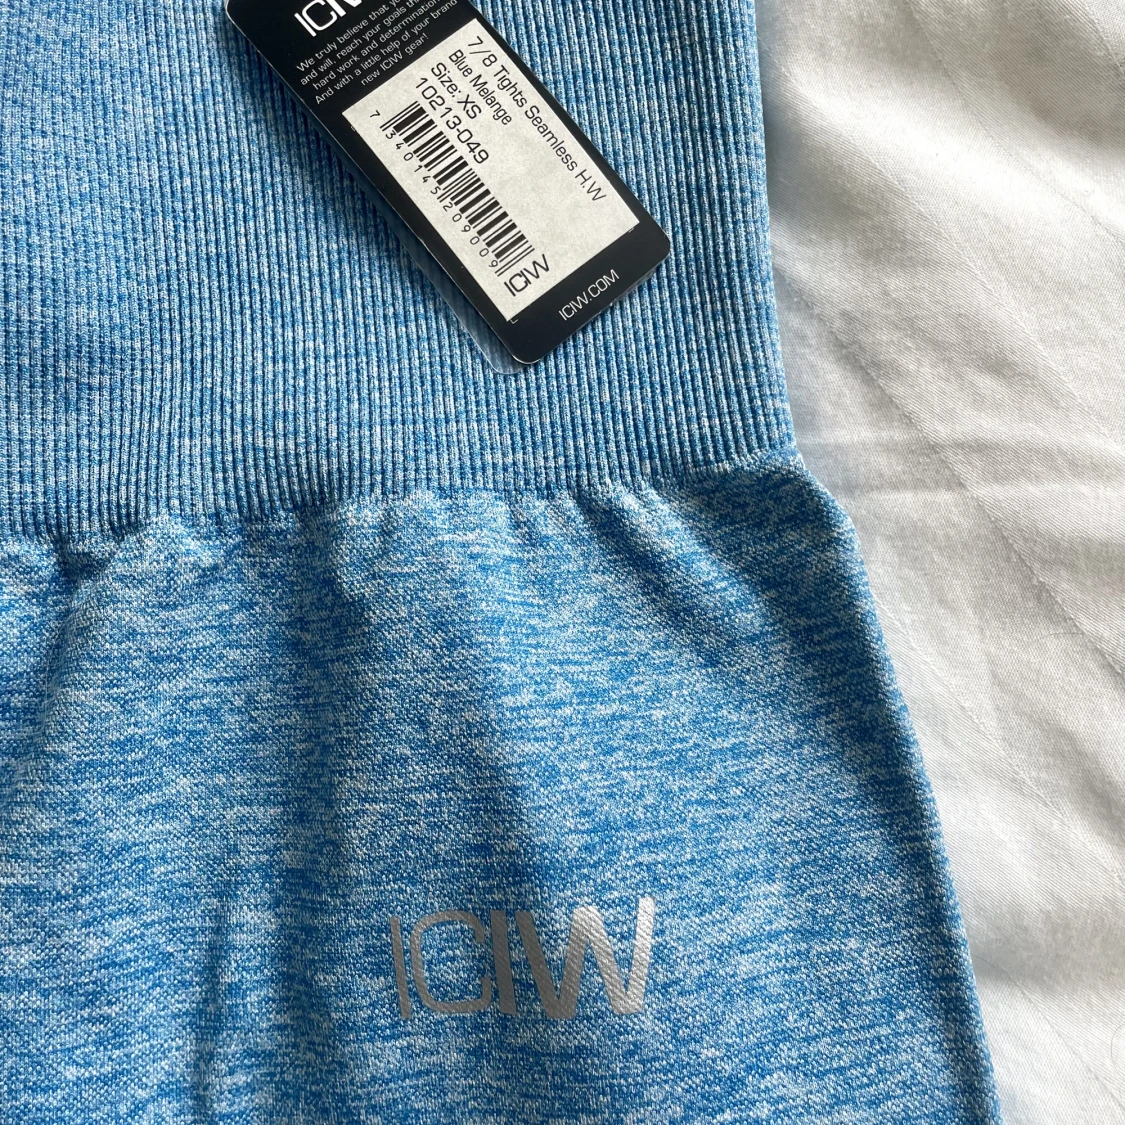 ICIW
We truly believe that
and will, reach your goals
hard work and determination
And with a little help of your brand
new ICIW gear!
7/8 Tights Seamless H.W
Blue Melange
Size: XS
10213-049
7 340145 209009
ICIW
ICIW.COM
ICIW